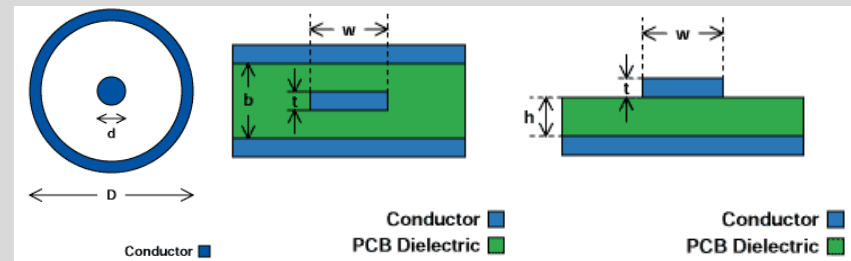 d
D
Conductor
w
b
t
Conductor
PCB Dielectric
w
t
h
Conductor
PCB Dielectric